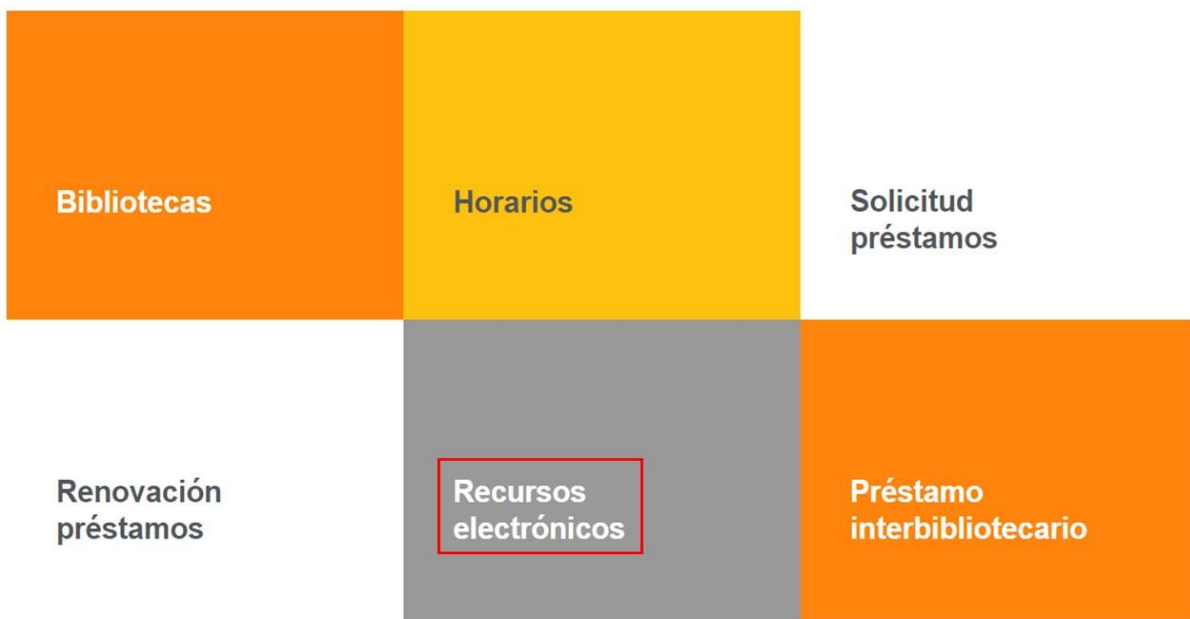 Bibliotecas
Horarios
Solicitud
préstamos
Renovación
préstamos
Recursos
electrónicos
Préstamo
interbibliotecario